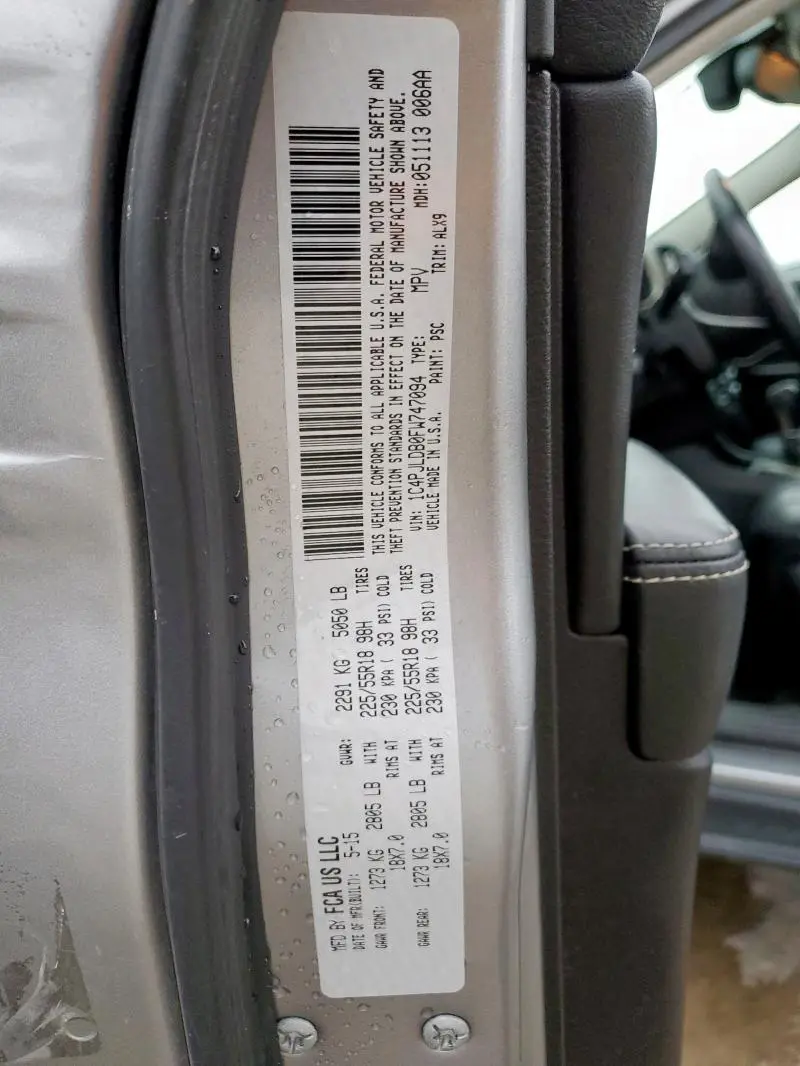 MFD BY FCA US LLC
DATE OF MFR(BUILT): 5-15 GVWR: 2291 KG 5050 LB
GAWR FRONT: 1273 KG 2805 LB WITH 225/55R18 98H TIRES
18X7.0 RIMS AT 230 KPA ( 33 PSI) COLD
GAWR REAR: 1273 KG 2805 LB WITH 225/55R18 98H TIRES
18X7.0 RIMS AT 230 KPA ( 33 PSI) COLD
THIS VEHICLE CONFORMS TO ALL APPLICABLE U.S.A. FEDERAL MOTOR VEHICLE SAFETY AND
THEFT PREVENTION STANDARDS IN EFFECT ON THE DATE OF MANUFACTURE SHOWN ABOVE.
VIN: 1C4PJLDB0FW747094 TYPE: MPV MDH:051113 006AA
VEHICLE MADE IN U.S.A. PAINT: PSC TRIM: ALX9